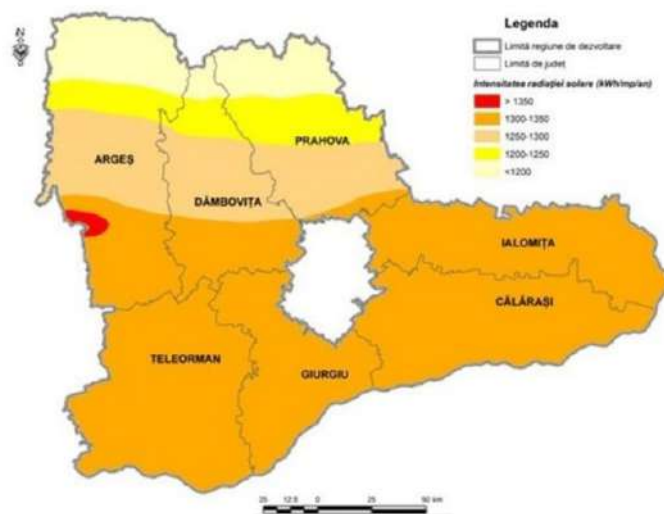 Legenda
Limită regiune de dezvoltare
Limită de județ
Intensitatea radiației solare (kWh/mp/an)
> 1350
1300-1350
1250-1300
1200-1250
<1200
PRAHOVA
ARGEȘ
DÂMBOVIȚA
IALOMIȚA
CĂLĂRAȘI
TELEORMAN
GIURGIU
25 12.5 0 25 50 km